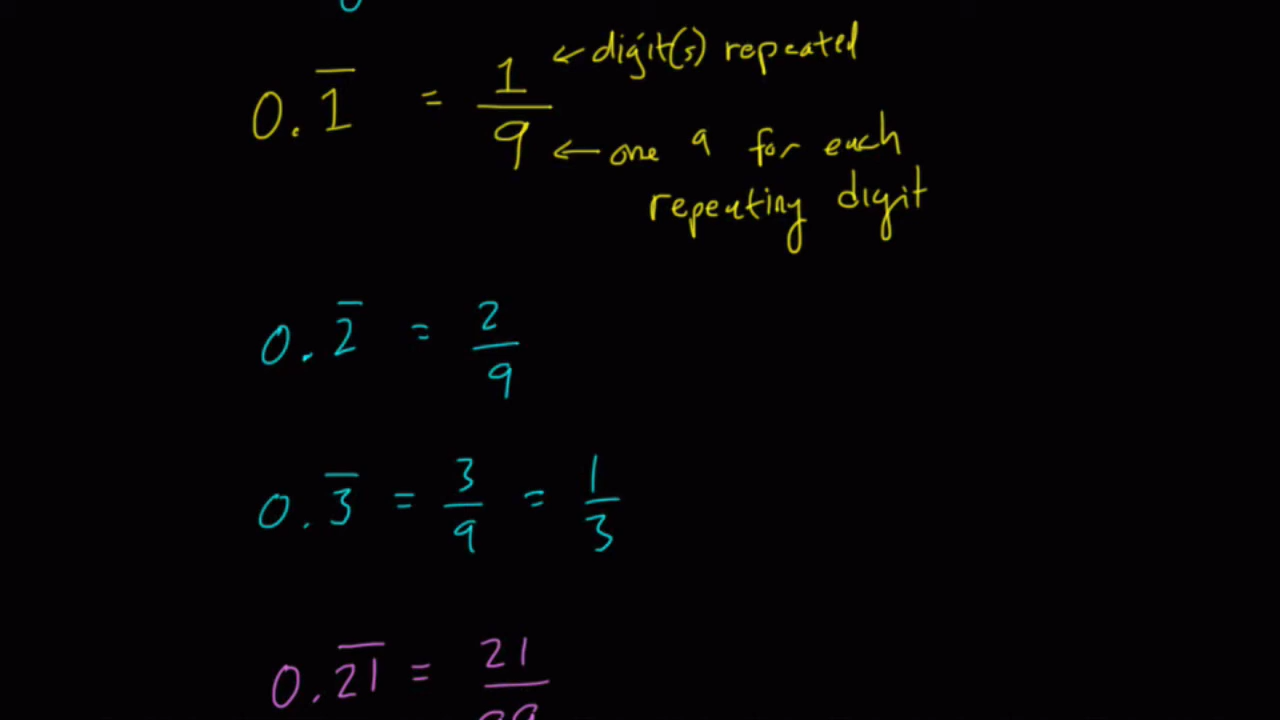 0.1̅ = 1/9 ← digit(s) repeated
← one 9 for each
repeating digit
0.2̅ = 2/9
0.3̅ = 3/9 = 1/3
0.2̅1̅ = 21/99